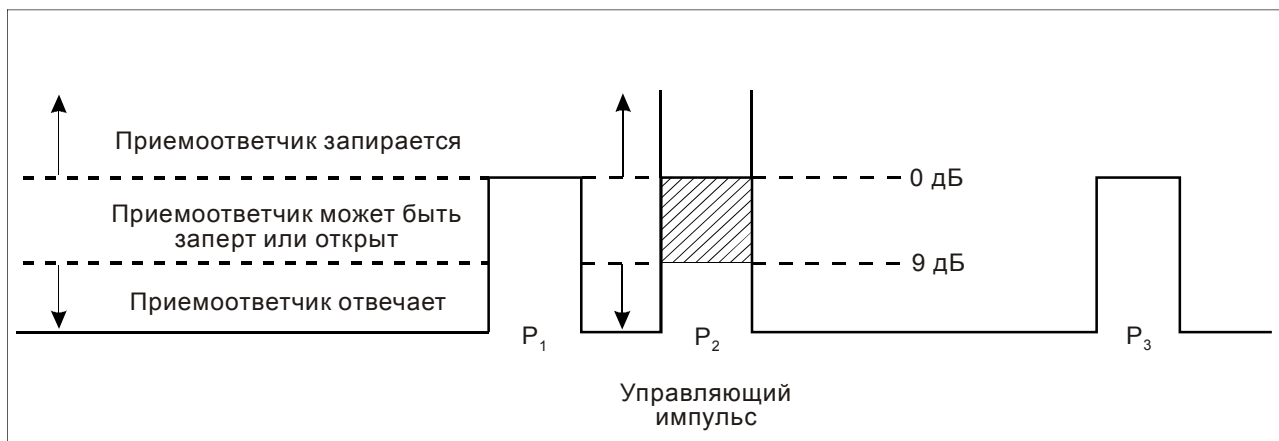 Приемоответчик запирается
0 дБ
Приемоответчик может быть
заперт или открыт
9 дБ
Приемоответчик отвечает
P₁
P₂
P₃
Управляющий
импульс